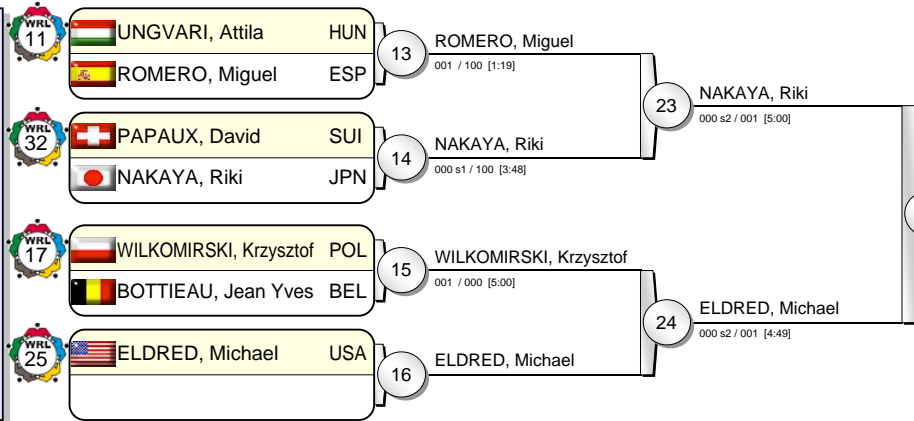 WRL
11
UNGVARI, Attila HUN
ROMERO, Miguel ESP
13
ROMERO, Miguel
001 / 100 [1:19]
WRL
32
PAPAUX, David SUI
NAKAYA, Riki JPN
14
NAKAYA, Riki
000 s1 / 100 [3:48]
23
NAKAYA, Riki
000 s2 / 001 [5:00]
WRL
17
WILKOMIRSKI, Krzysztof POL
BOTTIEAU, Jean Yves BEL
15
WILKOMIRSKI, Krzysztof
001 / 000 [5:00]
WRL
25
ELDRED, Michael USA
16
ELDRED, Michael
24
ELDRED, Michael
000 s2 / 001 [4:49]